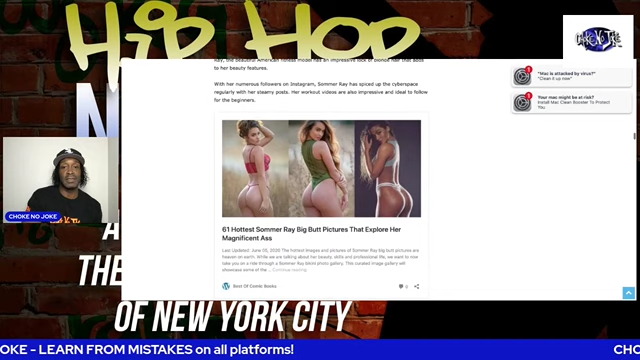 HIP HOP
CHOKE NO JOKE
Ray, the beautiful American fitness model has an impressive look of blonde hair that adds
to her beauty features.
With her numerous followers on Instagram, Sommer Ray has spiced up the cyberspace
regularly with her steamy posts. Her workout videos are also impressive and ideal to follow
for the beginners.
"Mac is attacked by virus?"
"Clean it up now"
Your mac might be at risk?
Install Mac Clean Booster To Protect
You
N
61 Hottest Sommer Ray Big Butt Pictures That Explore Her
Magnificent Ass
Last Updated: June 20, 2020 The hottest images and pictures of Sommer Ray big butt pictures are
heaven on earth. While we are talking about her beauty, skills and professional life, we want to now
take you on a ride through a Sommer Ray bikini photo gallery. This curated image gallery will
showcase some of the ... Continue reading
Best Of Comic Books
CHOKE NO JOKE
A
THE
OF NEW YORK CITY
OKE - LEARN FROM MISTAKES on all platforms!
CHO